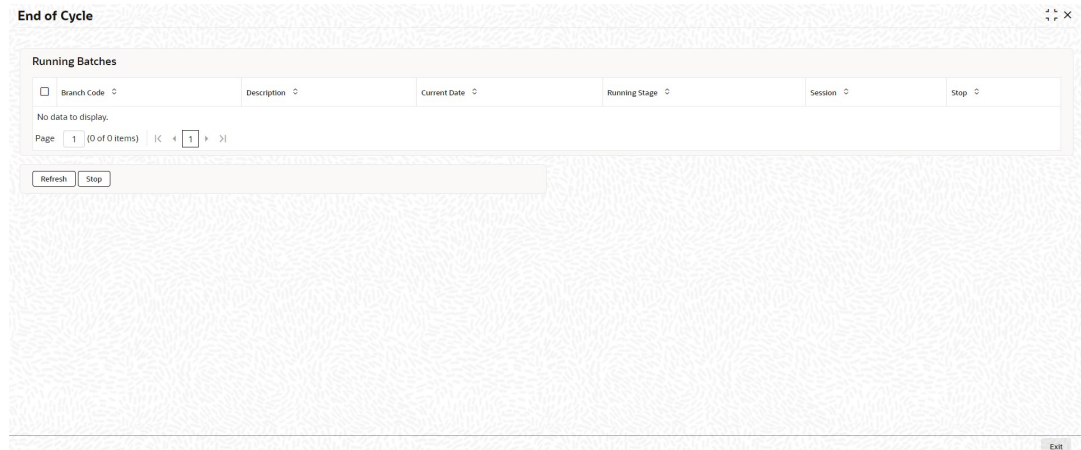 End of Cycle
Running Batches
Branch Code Description Current Date Running Stage Session Stop
No data to display.
Page 1 (0 of 0 items) 1
Refresh Stop
Exit